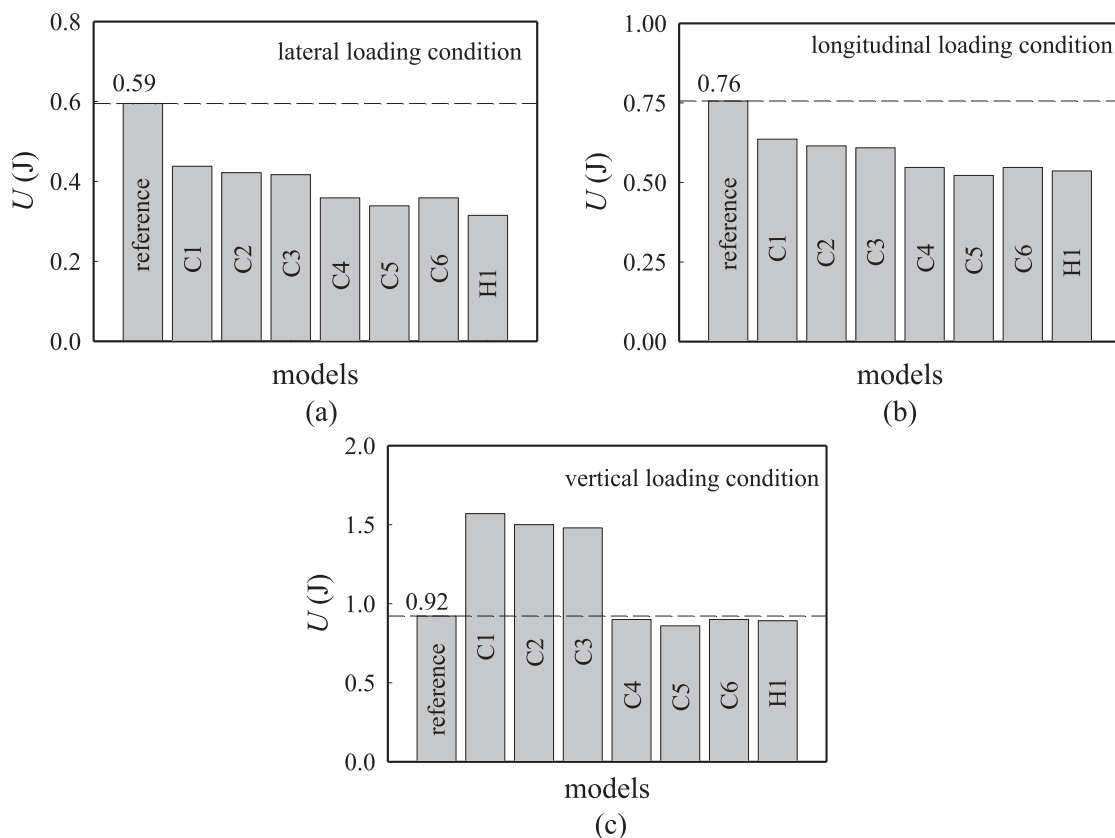 0.8
0.6
0.4
0.2
0.0
U (J)
lateral loading condition
0.59
reference
C1
C2
C3
C4
C5
C6
H1
models
(a)
1.00
0.75
0.50
0.25
0.00
U (J)
longitudinal loading condition
0.76
reference
C1
C2
C3
C4
C5
C6
H1
models
(b)
2.0
1.5
1.0
0.5
0.0
U (J)
vertical loading condition
0.92
reference
C1
C2
C3
C4
C5
C6
H1
models
(c)